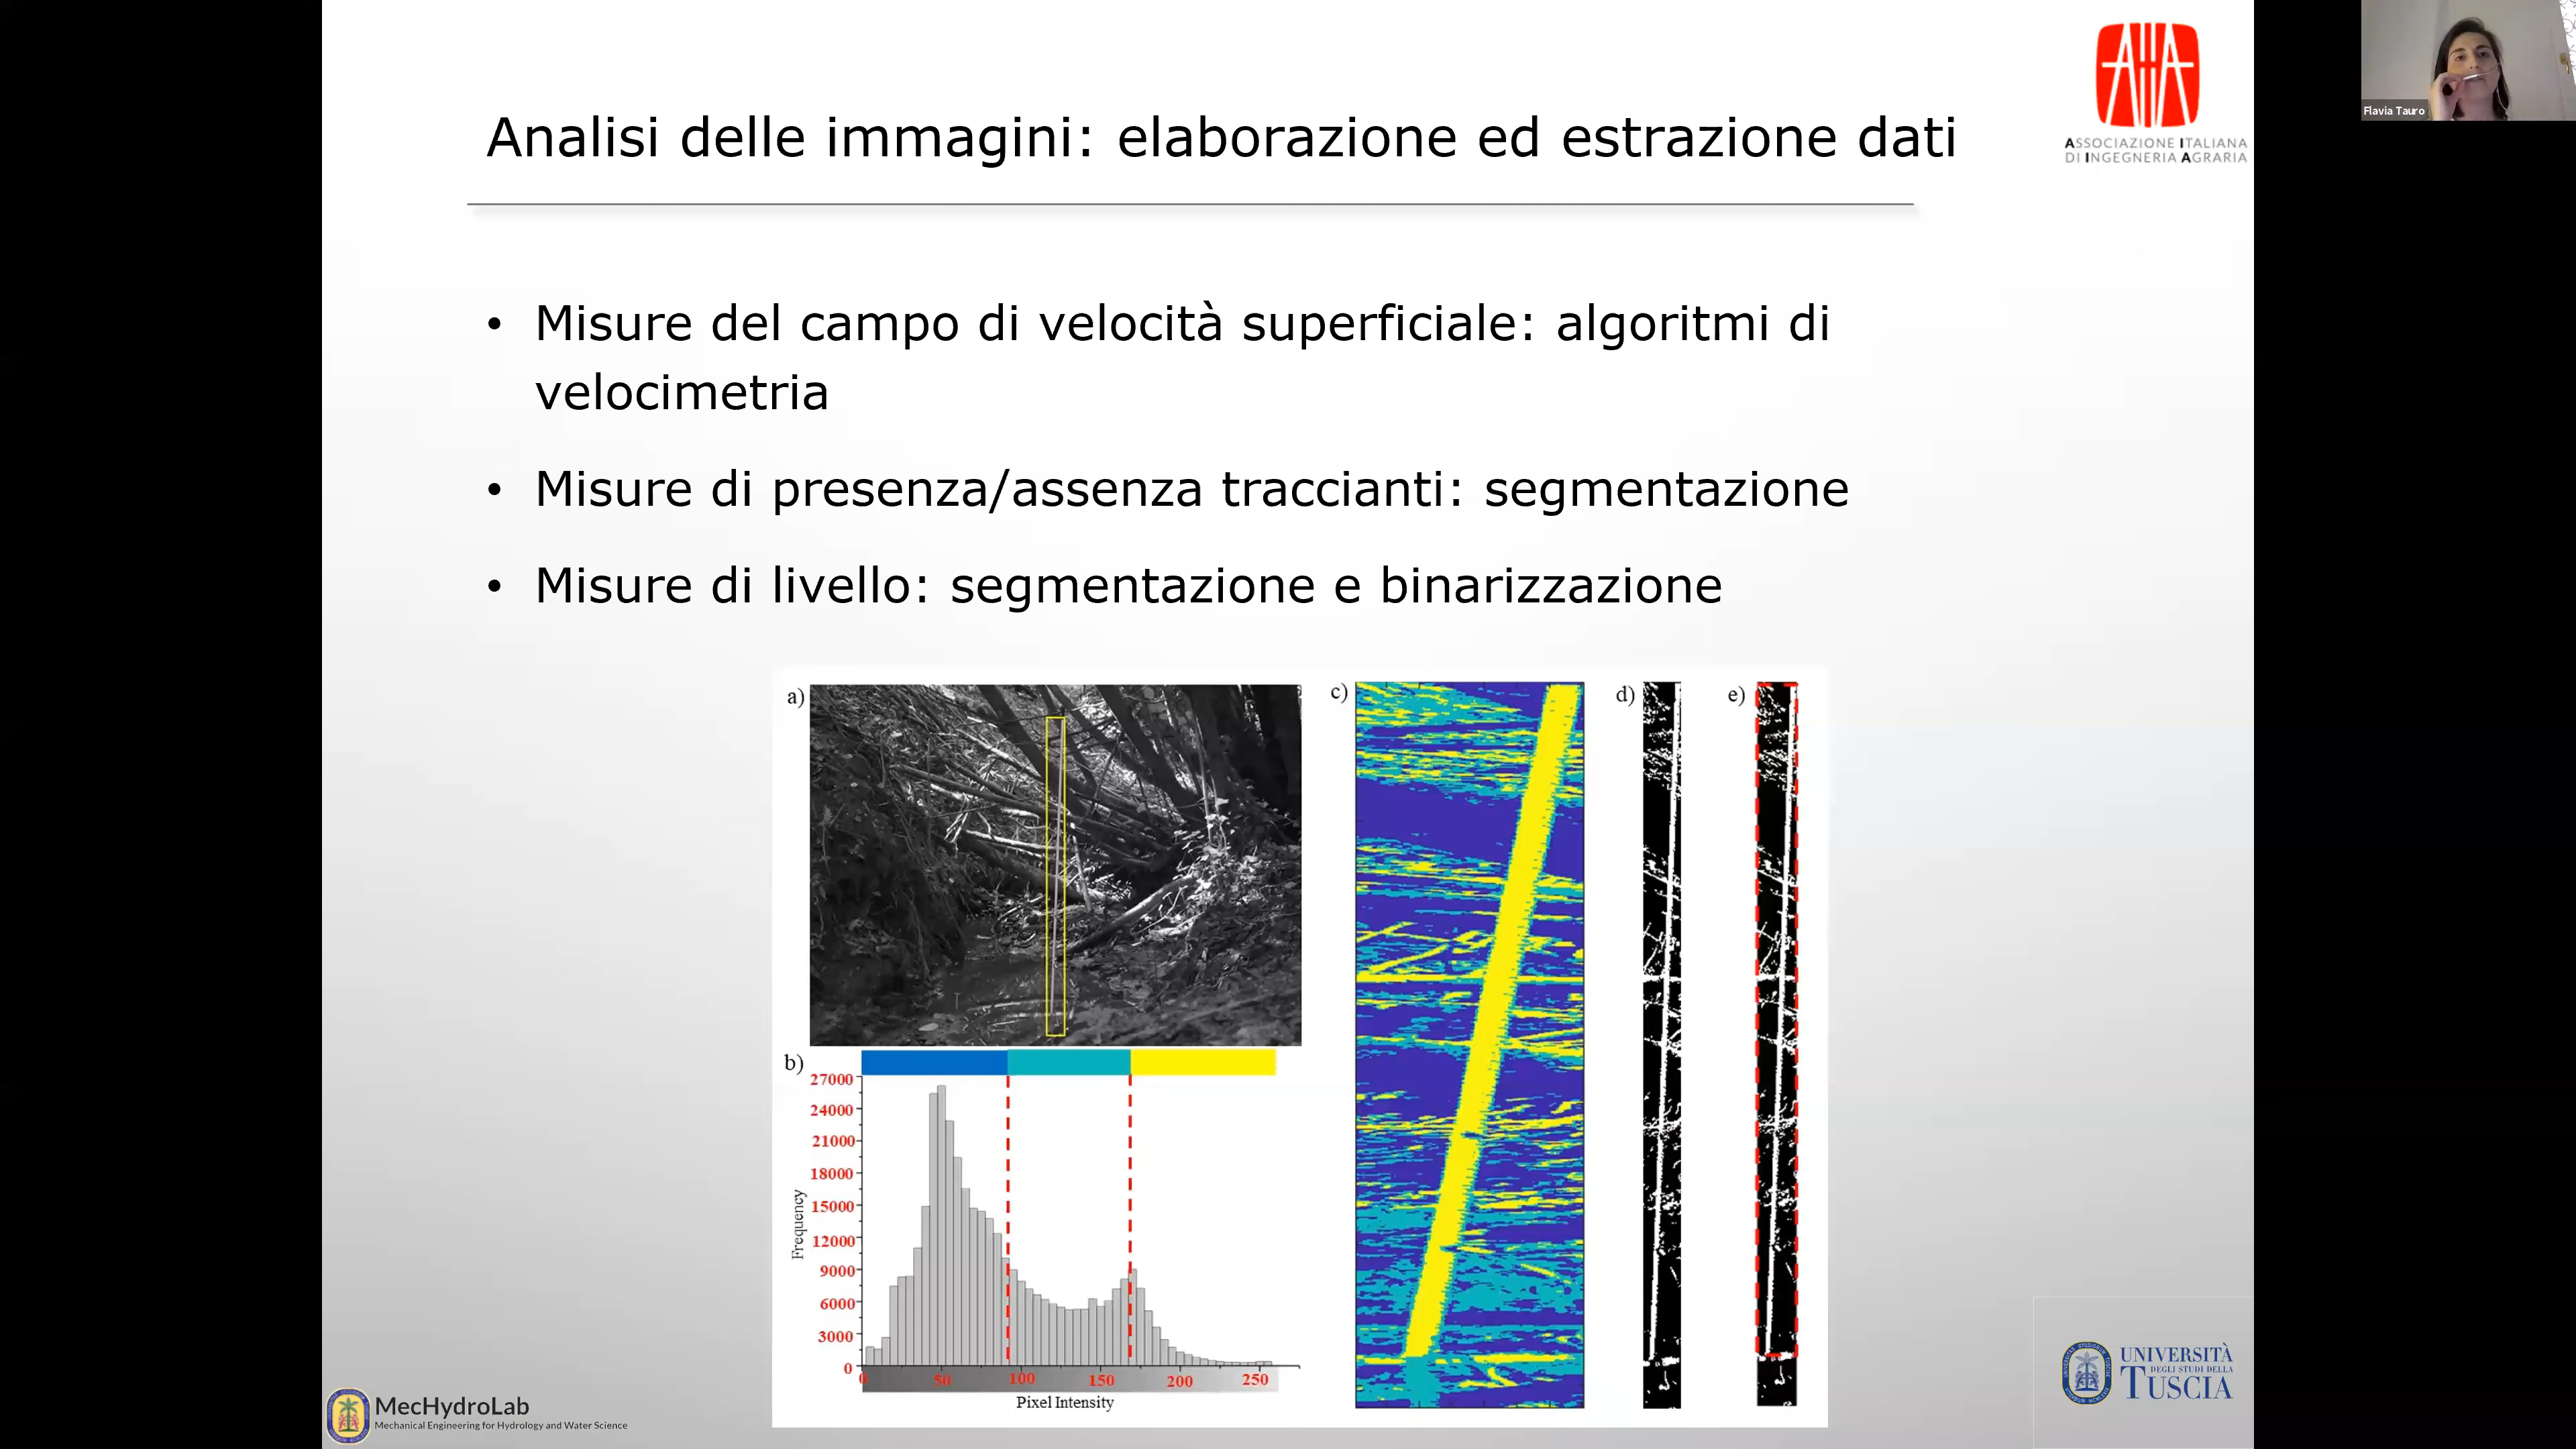 Analisi delle immagini: elaborazione ed estrazione dati
ASSOCIAZIONE ITALIANA
DI INGEGNERIA AGRARIA
Flavia Tauro
• Misure del campo di velocità superficiale: algoritmi di
velocimetria
• Misure di presenza/assenza traccianti: segmentazione
• Misure di livello: segmentazione e binarizzazione
a)
b)
27000
24000
21000
18000
15000
12000
9000
6000
3000
0
Frequency
0 50 100 150 200 250
Pixel Intensity
c)
d)
e)
MecHydroLab
Mechanical Engineering for Hydrology and Water Science
UNIVERSITÀ
DEGLI STUDI DELLA
TUSCIA